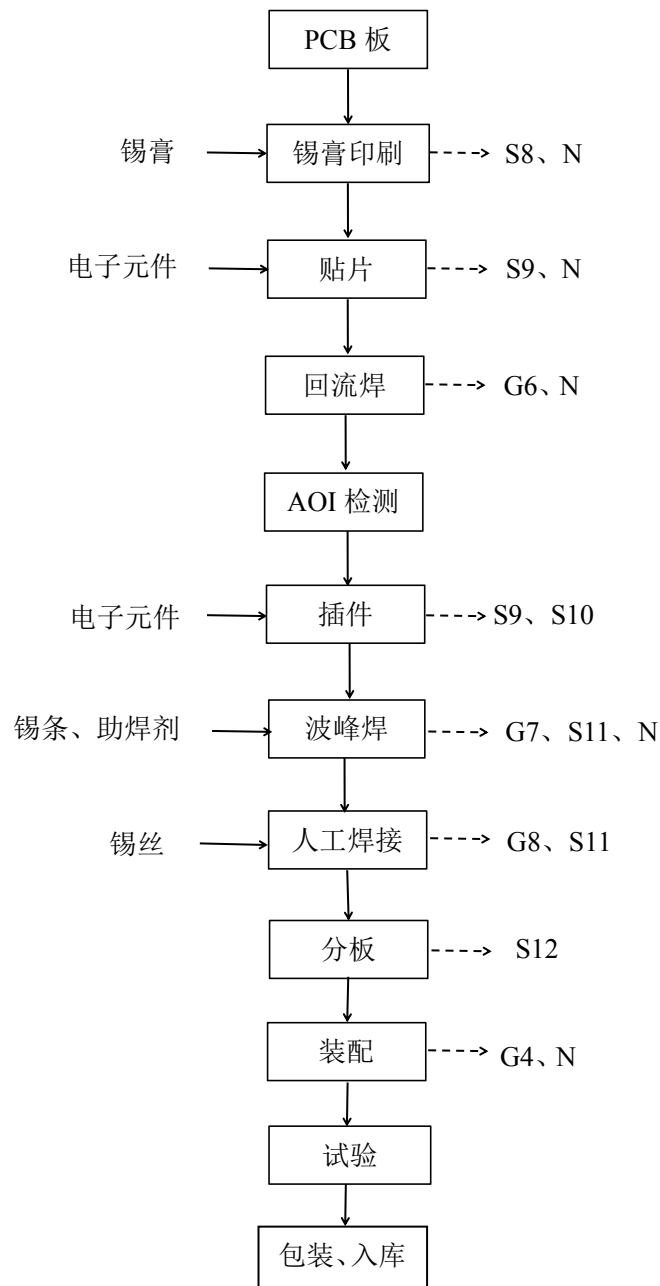 PCB 板
锡膏 锡膏印刷 S8、N
电子元件 贴片 S9、N
回流焊 G6、N
AOI 检测
电子元件 插件 S9、S10
锡条、助焊剂 波峰焊 G7、S11、N
锡丝 人工焊接 G8、S11
分板 S12
装配 G4、N
试验
包装、入库